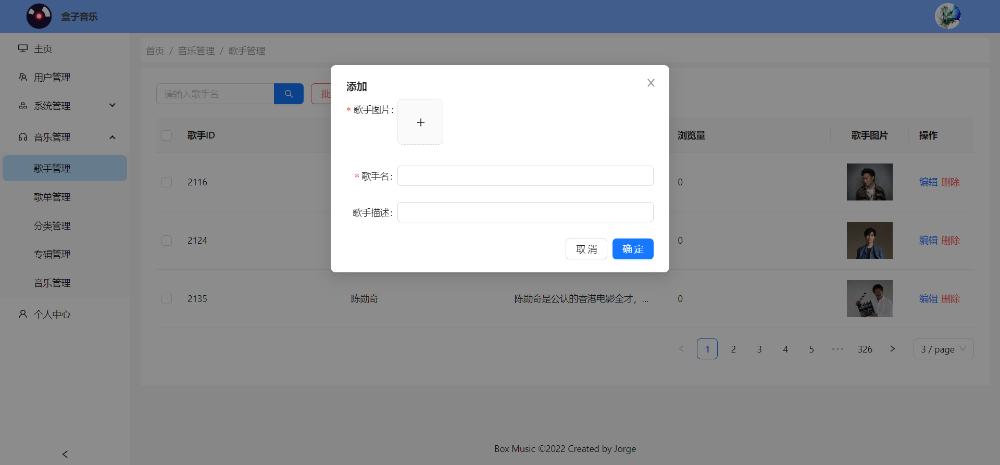 盒子音乐
主页
用户管理
系统管理
音乐管理
歌手管理
歌单管理
分类管理
专辑管理
音乐管理
个人中心
首页 / 音乐管理 / 歌手管理
请输入歌手名
批
添加
* 歌手图片:
* 歌手名:
歌手描述:
取 消 确 定
歌手ID 浏览量 歌手图片 操作
2116 0 编辑 删除
2124 0 编辑 删除
2135 陈勋奇 陈勋奇是公认的香港电影全才，... 0 编辑 删除
1 2 3 4 5 ••• 326 3 / page
Box Music ©2022 Created by Jorge